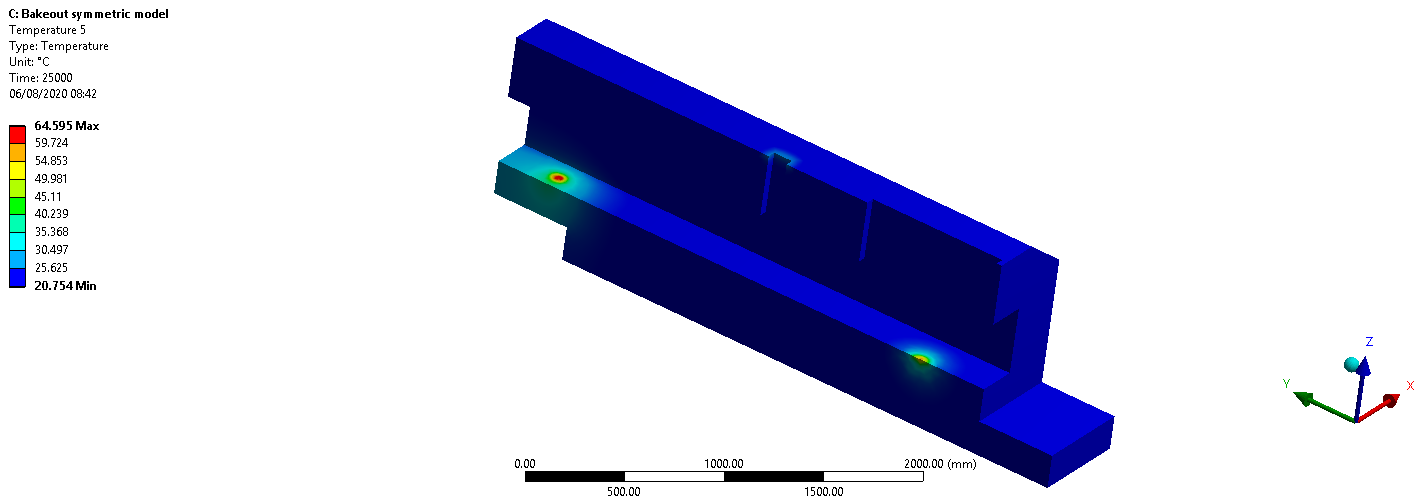 C: Bakeout symmetric model
Temperature 5
Type: Temperature
Unit: °C
Time: 25000
06/08/2020 08:42
64.595 Max
59.724
54.853
49.981
45.11
40.239
35.368
30.497
25.625
20.754 Min
0.00 1000.00 2000.00 (mm)
500.00 1500.00
Z
Y X